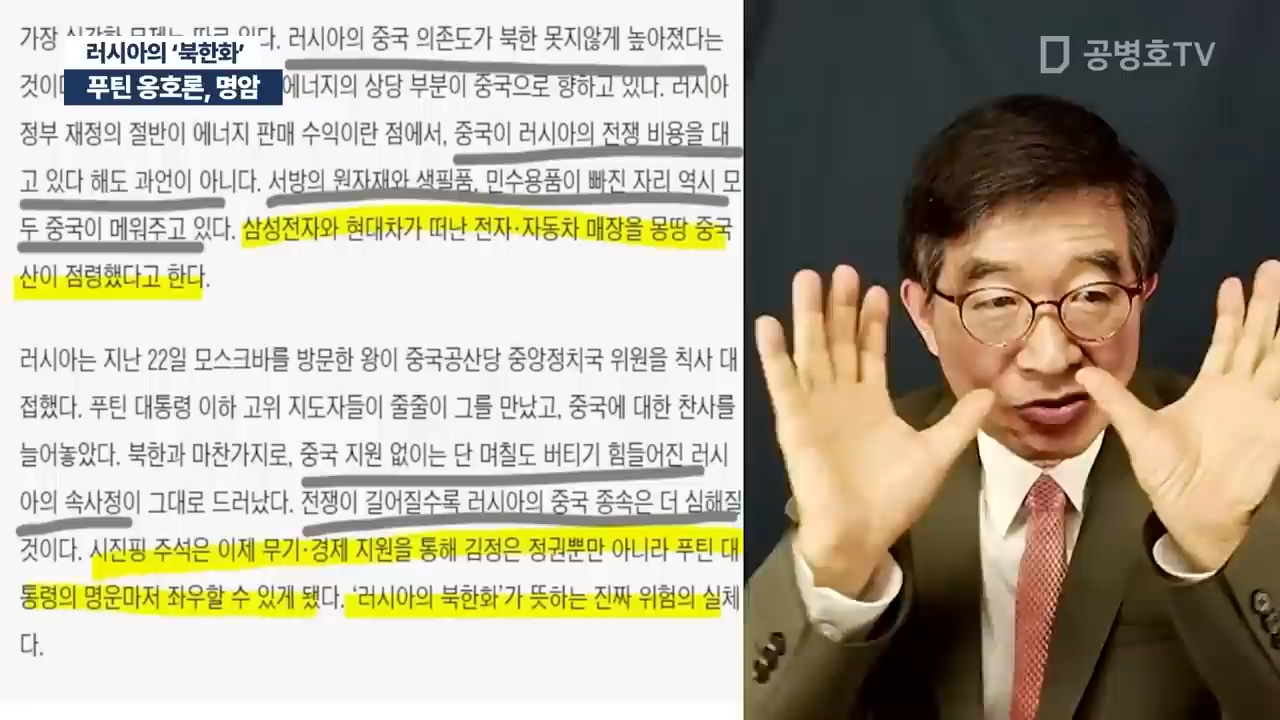 가장 심각한 문제는 따로 있다. 러시아의 중국 의존도가 북한 못지않게 높아졌다는
러시아의 ‘북한화’
푸틴 옹호론, 명암
에너지의 상당 부분이 중국으로 향하고 있다. 러시아
정부 재정의 절반이 에너지 판매 수익이란 점에서, 중국이 러시아의 전쟁 비용을 대
고 있다 해도 과언이 아니다. 서방의 원자재와 생필품, 민수용품이 빠진 자리 역시 모
두 중국이 메워주고 있다. 삼성전자와 현대차가 떠난 전자·자동차 매장을 몽땅 중국
산이 점령했다고 한다.
러시아는 지난 22일 모스크바를 방문한 왕이 중국공산당 중앙정치국 위원을 칙사 대
접했다. 푸틴 대통령 이하 고위 지도자들이 줄줄이 그를 만났고, 중국에 대한 찬사를
늘어놓았다. 북한과 마찬가지로, 중국 지원 없이는 단 며칠도 버티기 힘들어진 러시
아의 속사정이 그대로 드러났다. 전쟁이 길어질수록 러시아의 중국 종속은 더 심해질
것이다. 시진핑 주석은 이제 무기·경제 지원을 통해 김정은 정권뿐만 아니라 푸틴 대
통령의 명운마저 좌우할 수 있게 됐다. ‘러시아의 북한화’가 뜻하는 진짜 위험의 실체
다.
공병호TV